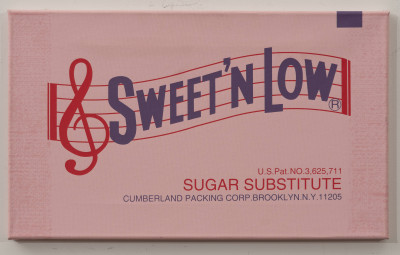 SWEET'N LOW®
U.S.Pat.NO.3,625,711
SUGAR SUBSTITUTE
CUMBERLAND PACKING CORP.BROOKLYN.N.Y.11205